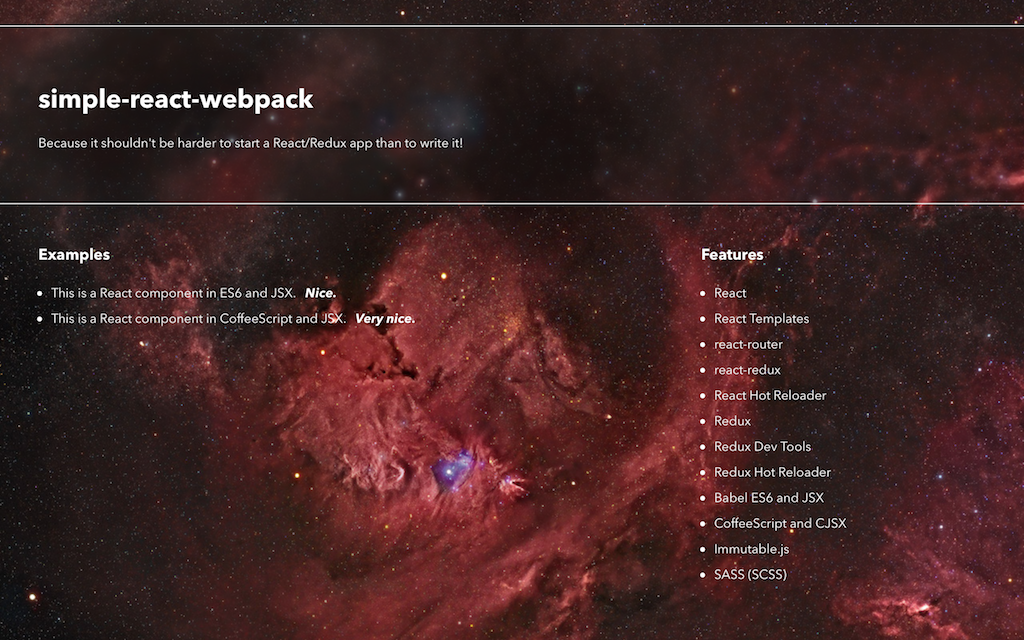 simple-react-webpack
Because it shouldn't be harder to start a React/Redux app than to write it!
Examples
This is a React component in ES6 and JSX. Nice.
This is a React component in CoffeeScript and JSX. Very nice.
Features
React
React Templates
react-router
react-redux
React Hot Reloader
Redux
Redux Dev Tools
Redux Hot Reloader
Babel ES6 and JSX
CoffeeScript and CJSX
Immutable.js
SASS (SCSS)